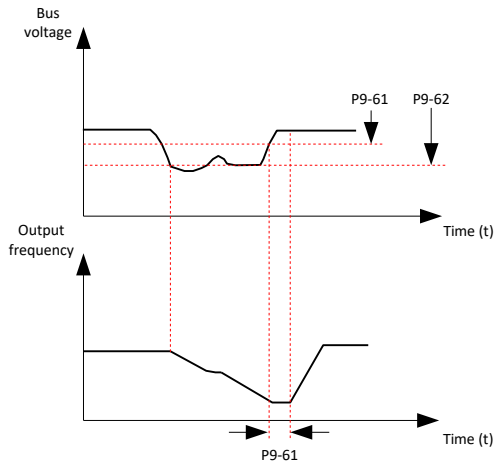 Bus
voltage
P9-61
P9-62
Time (t)
Output
frequency
Time (t)
P9-61